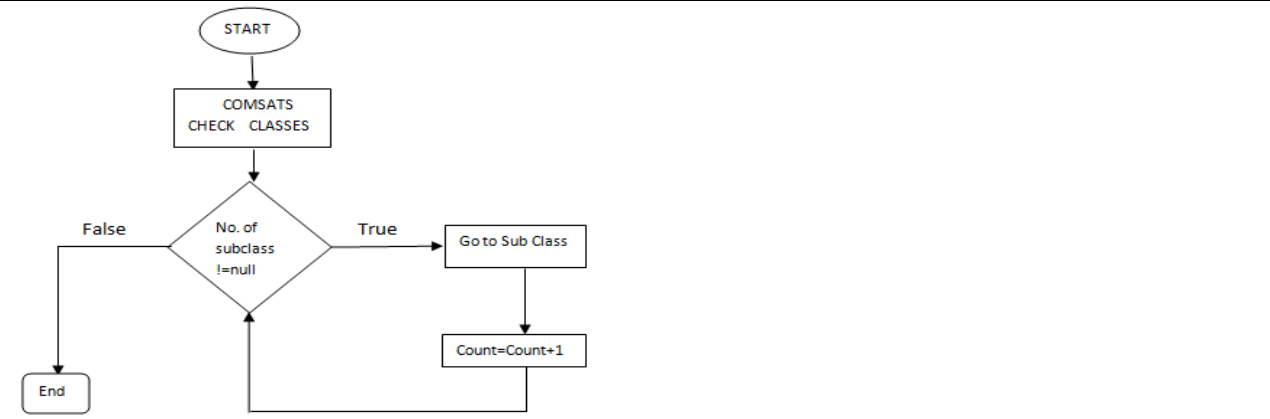 START
COMSATS
CHECK CLASSES
False
No. of
subclass
!=null
True
Go to Sub Class
Count=Count+1
End